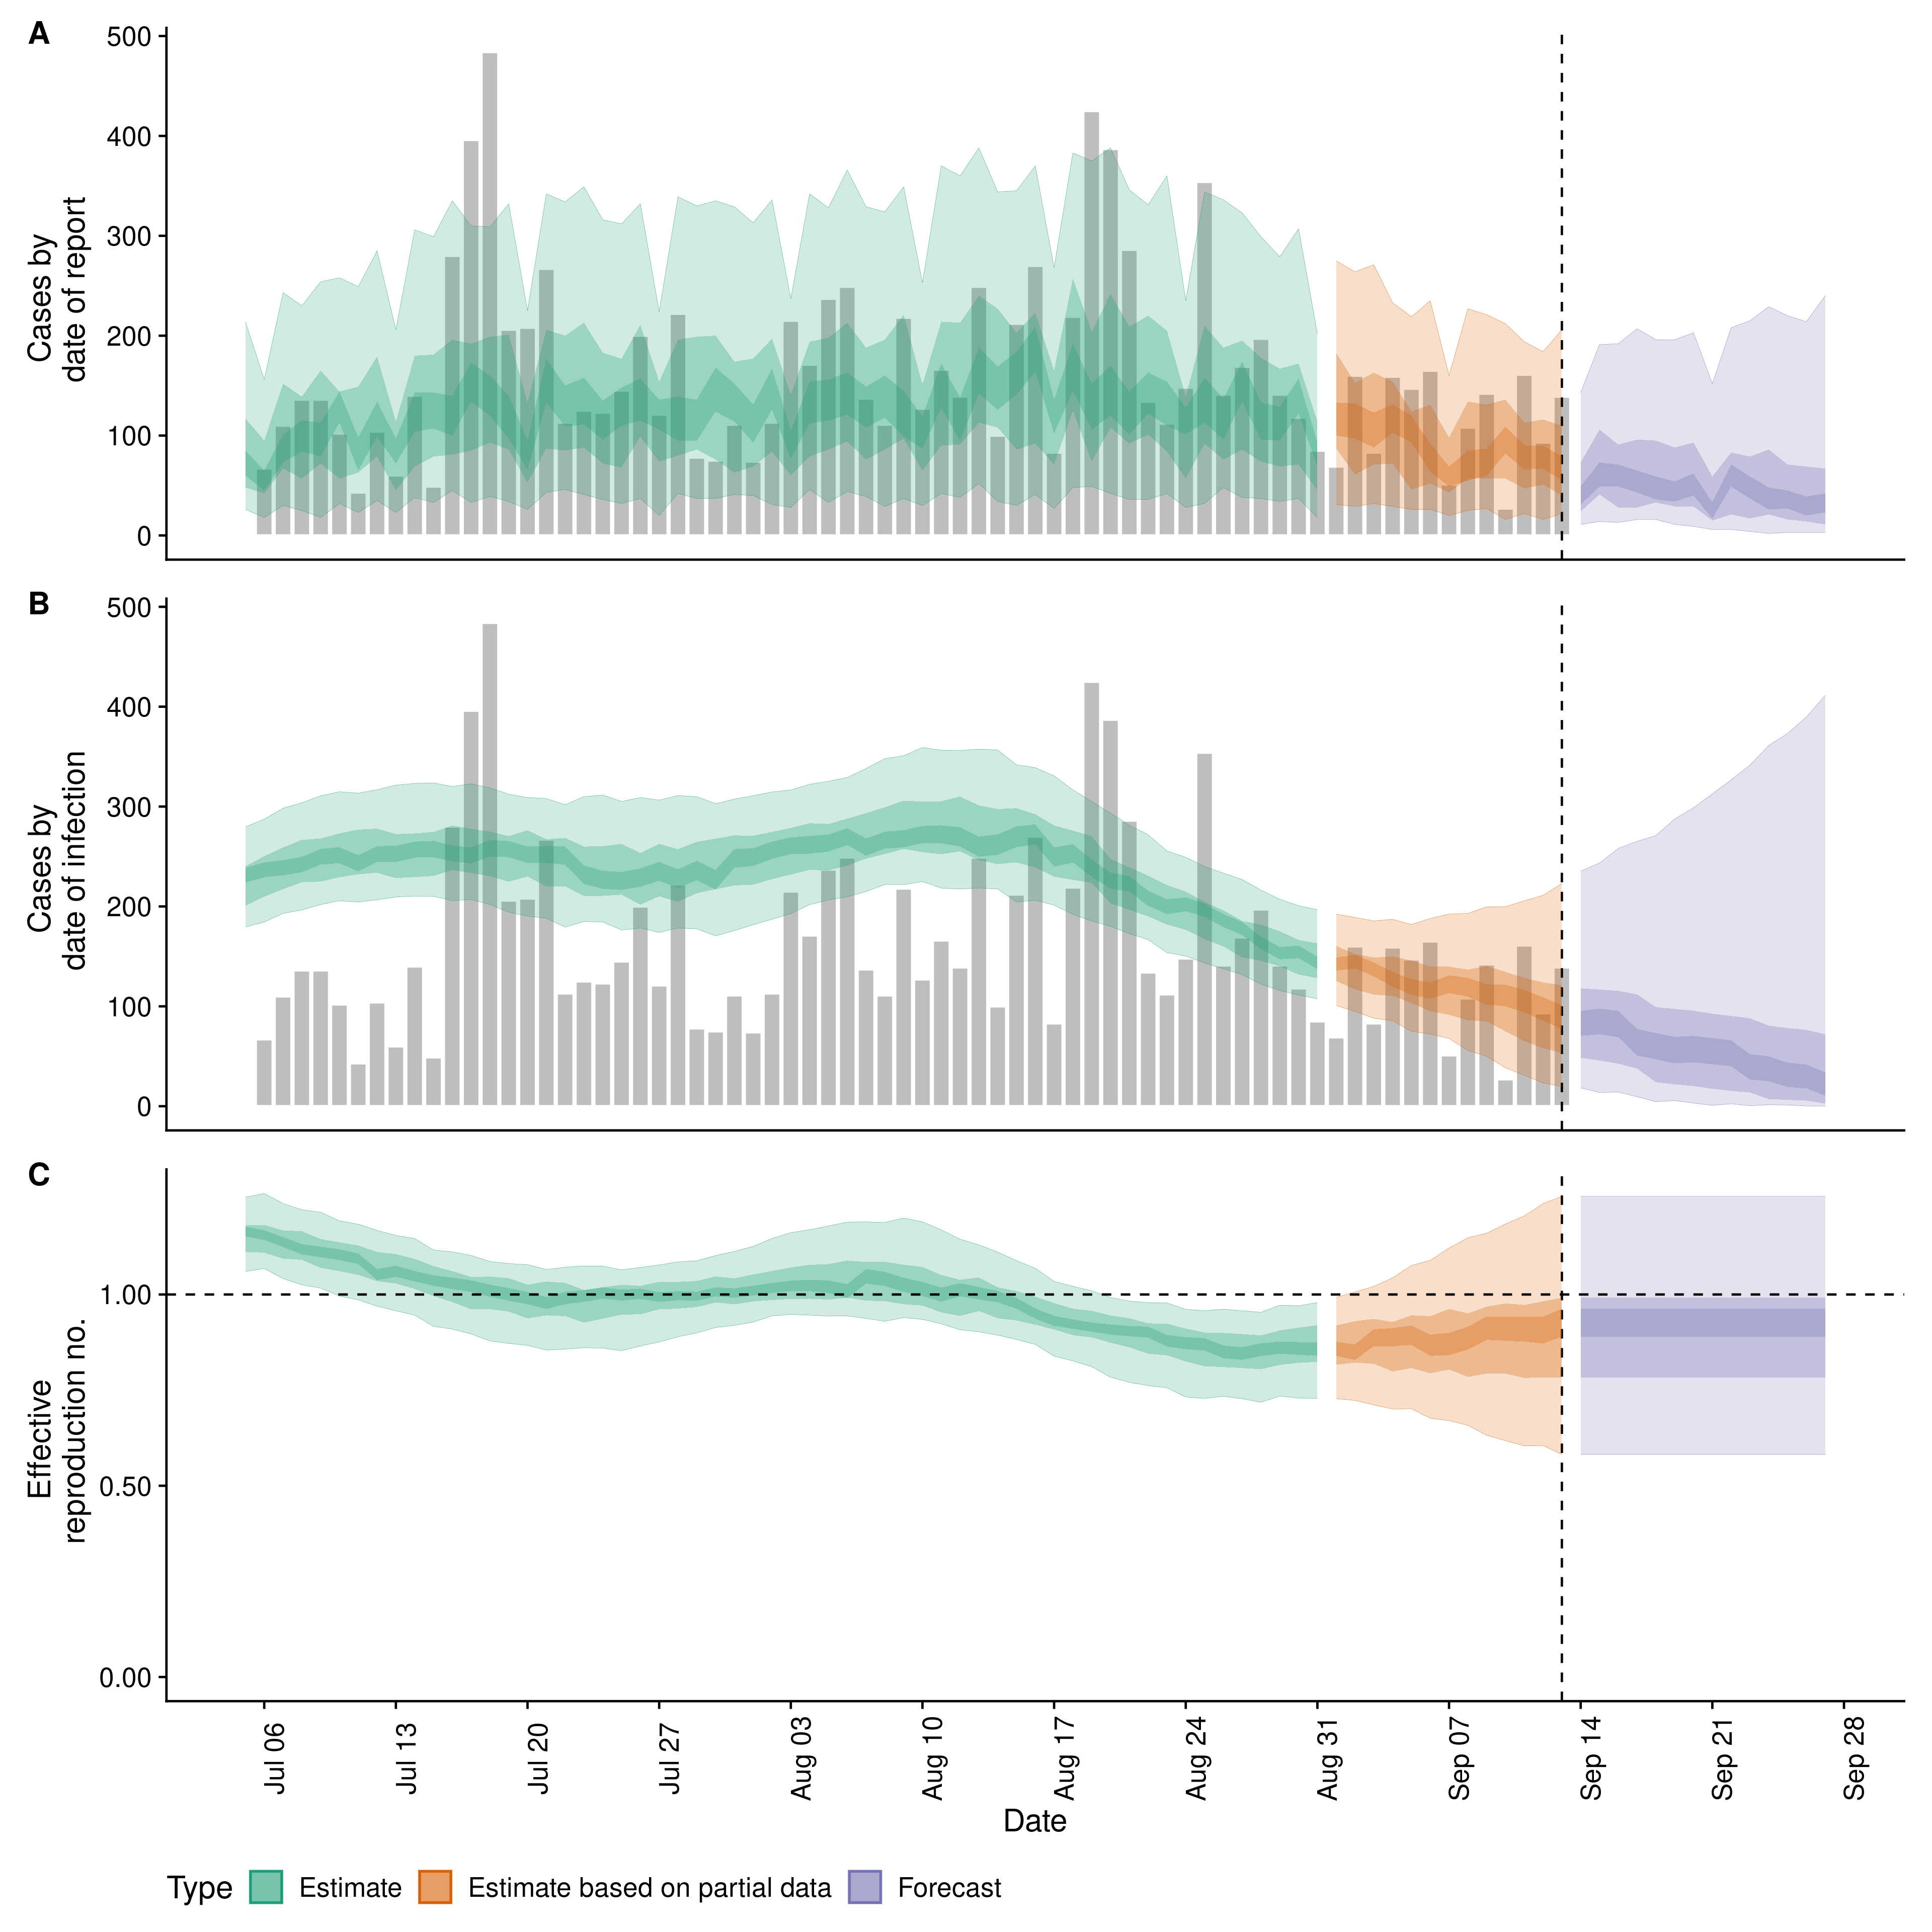 A
500
400
300
200
100
0
Cases by
date of report
B
500
400
300
200
100
0
Cases by
date of infection
C
1.00
0.50
0.00
Effective
reproduction no.
Jul 06
Jul 13
Jul 20
Jul 27
Aug 03
Aug 10
Aug 17
Aug 24
Aug 31
Sep 07
Sep 14
Sep 21
Sep 28
Date
Type Estimate Estimate based on partial data Forecast